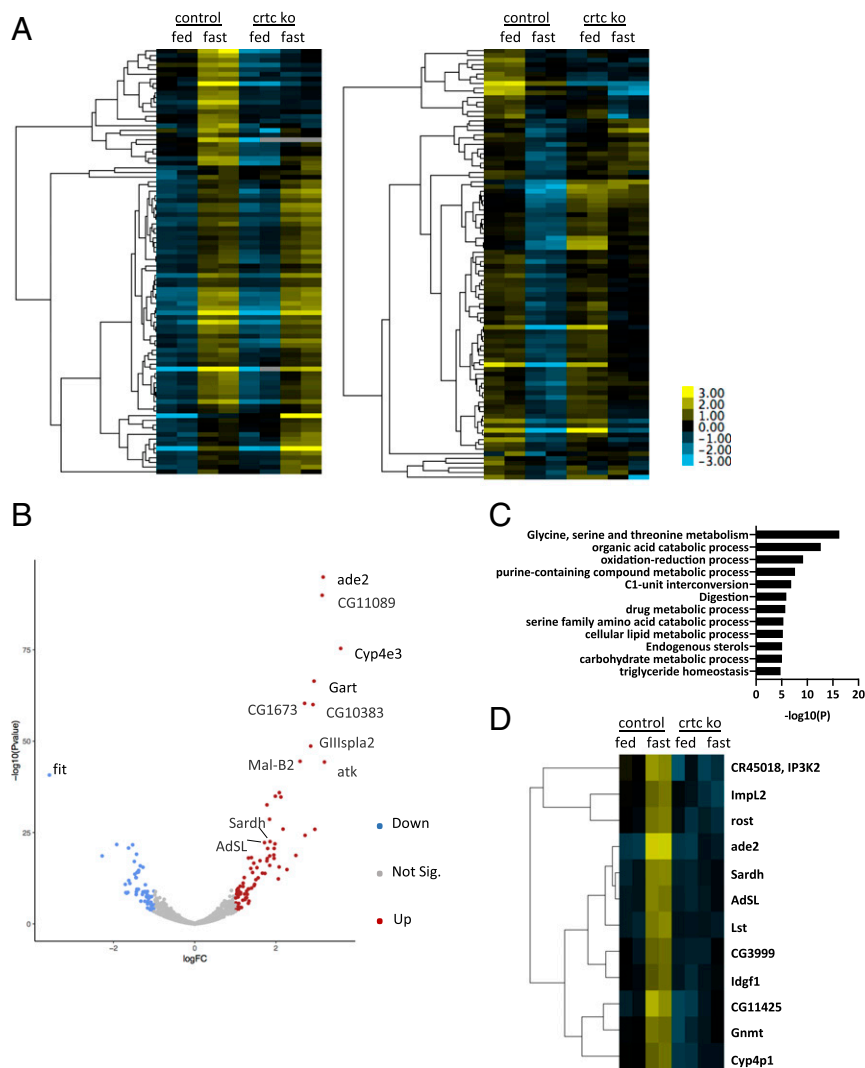 A
control crtc ko
fed fast fed fast
control crtc ko
fed fast fed fast
3.00
2.00
1.00
0.00
-1.00
-2.00
-3.00
B
ade2
CG11089
Cyp4e3
Gart
CG1673
CG10383
GIIIspla2
Mal-B2
atk
fit
Sardh
AdSL
Down
Not Sig.
Up
75
50
25
0
-log10(Pvalue)
-2 0 2
logFC
C
Glycine, serine and threonine metabolism
organic acid catabolic process
oxidation-reduction process
purine-containing compound metabolic process
C1-unit interconversion
Digestion
drug metabolic process
serine family amino acid catabolic process
cellular lipid metabolic process
Endogenous sterols
carbohydrate metabolic process
triglyceride homeostasis
0 5 10 15 20
-log10(P)
D
control crtc ko
fed fast fed fast
CR45018, IP3K2
ImpL2
rost
ade2
Sardh
AdSL
Lst
CG3999
Idgf1
CG11425
Gnmt
Cyp4p1